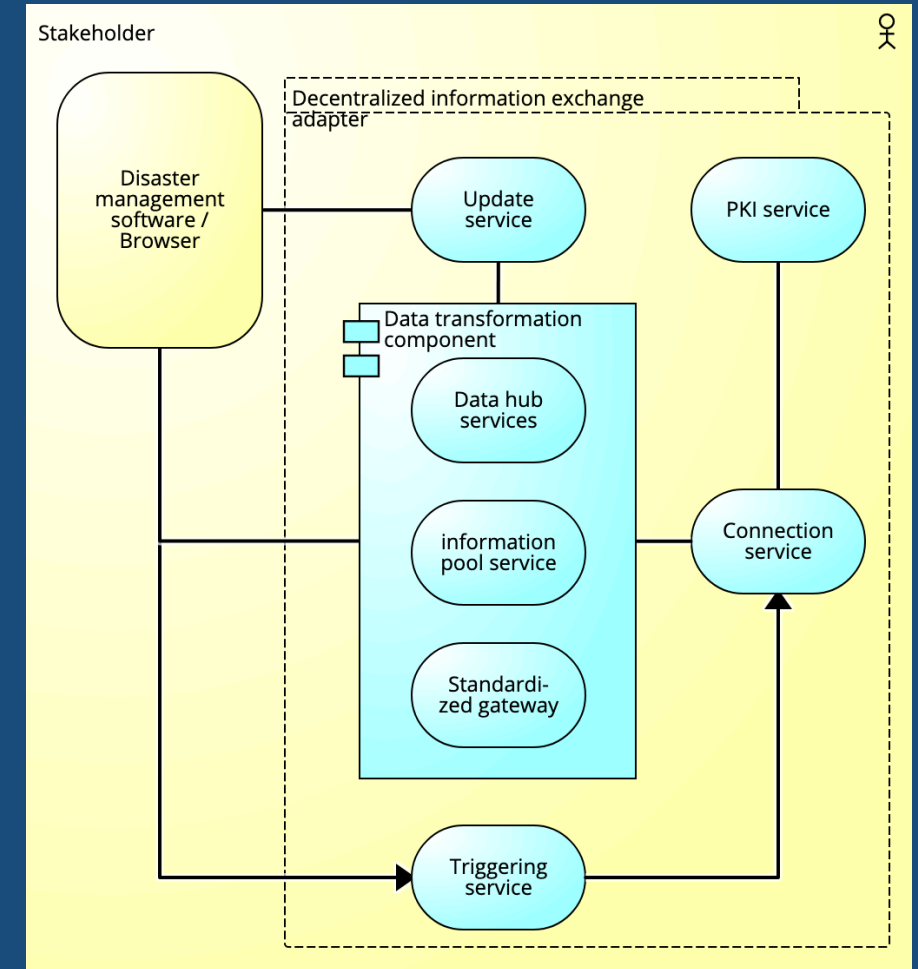 Stakeholder
Decentralized information exchange
adapter
Disaster
management
software /
Browser
Update
service
PKI service
Data transformation
component
Data hub
services
information
pool service
Connection
service
Standardi-
zed gateway
Triggering
service